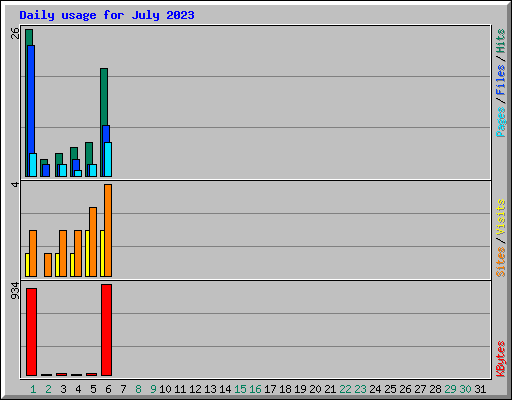 Daily usage for July 2023
26
Pages/Files/Hits
4
Sites/Visits
934
KBytes
1 2 3 4 5 6 7 8 9 10 11 12 13 14 15 16 17 18 19 20 21 22 23 24 25 26 27 28 29 30 31